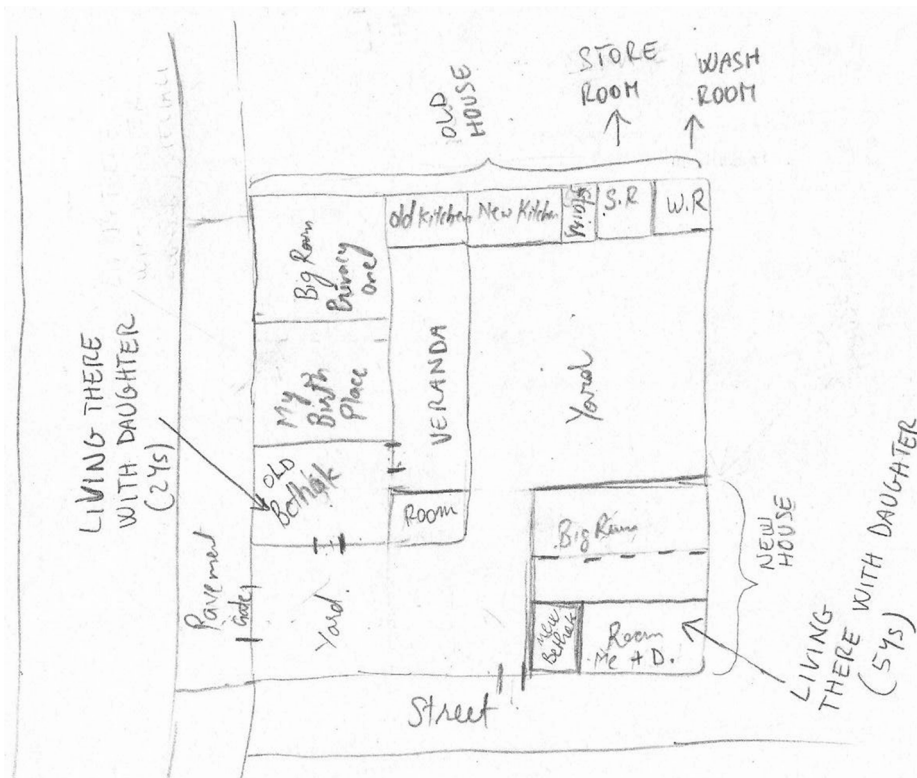 OLD
HOUSE
STORE
ROOM
WASH
ROOM
Big Room
Privacy
one
old kitchen
New Kitchen
S.R
W.R
LIVING THERE
WITH DAUGHTER
(2Ys)
My
Birth
Place
VERANDA
Yard
OLD
Bethak
Room
Pavement
Gate
Yard
Big Room
NEW
HOUSE
New
Bethak
Room
Me + D.
LIVING
THERE WITH DAUGHTER
(5Ys)
Street